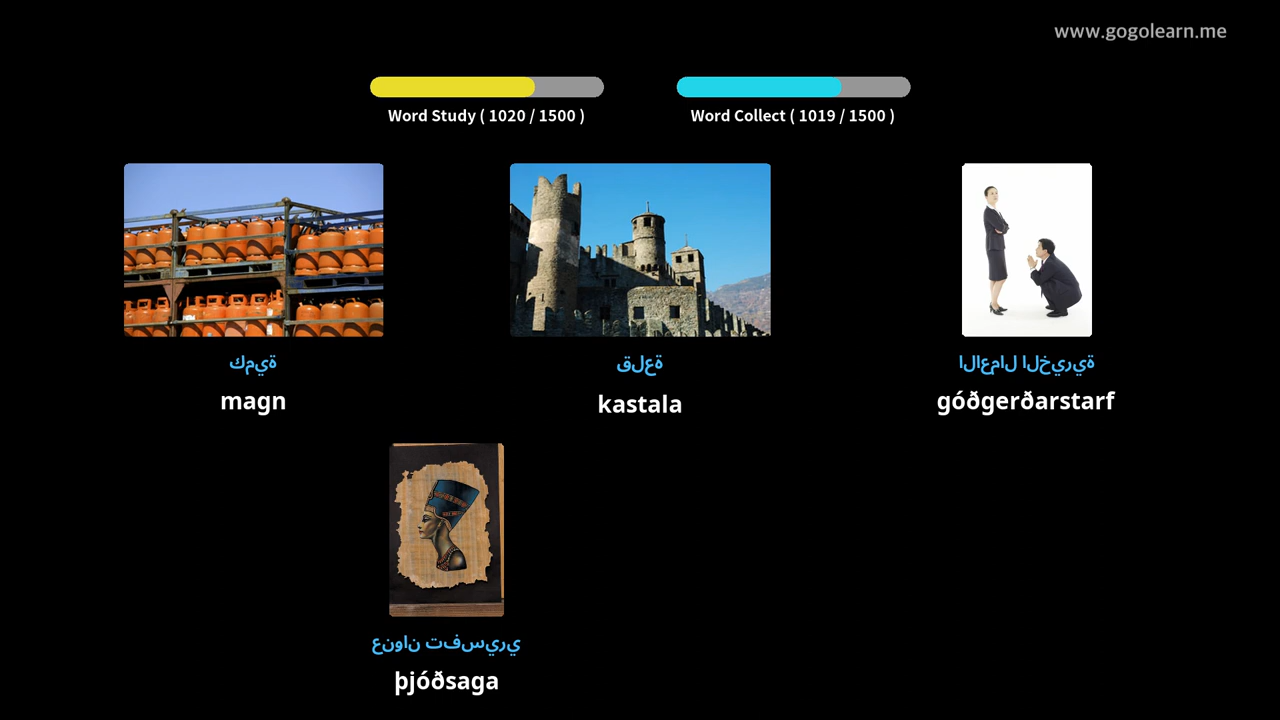 www.gogolearn.me
Word Study ( 1020 / 1500 )
Word Collect ( 1019 / 1500 )
كمية
قلعة
الاعمال الخيرية
magn
kastala
góðgerðarstarf
عنوان تفسيري
þjóðsaga